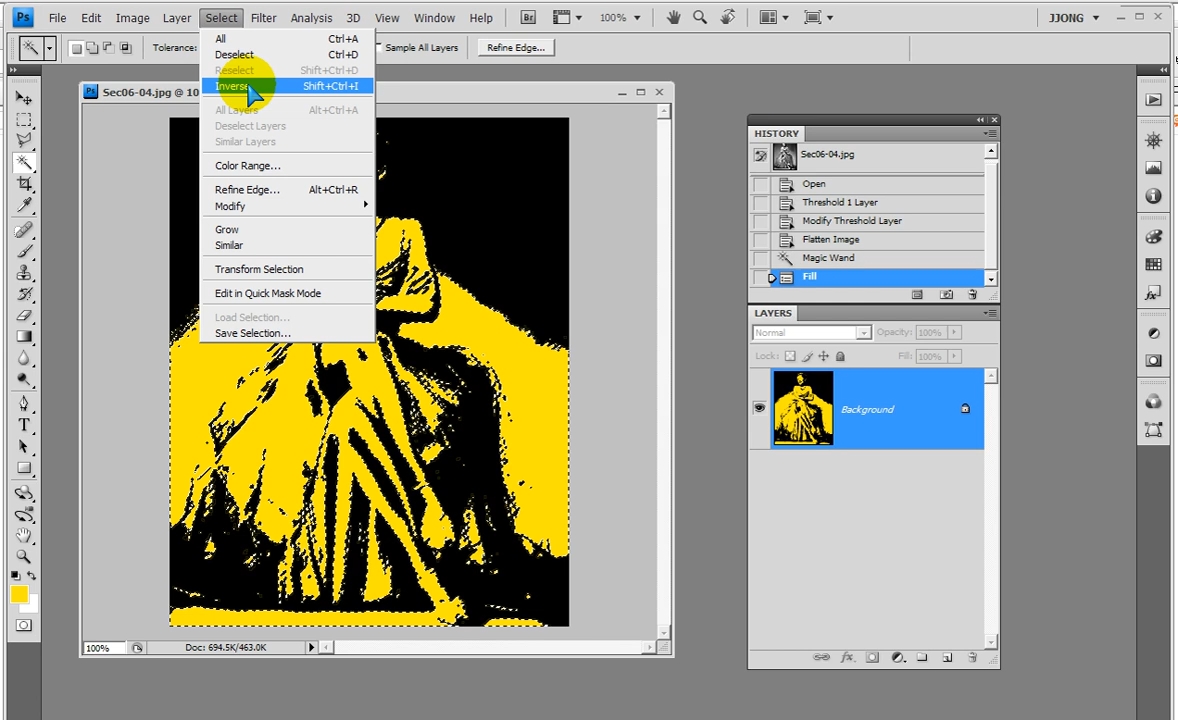 Ps File Edit Image Layer Select Filter Analysis 3D View Window Help Br 100% JJONG
Tolerance: Sample All Layers Refine Edge...
All Ctrl+A
Deselect Ctrl+D
Reselect Shift+Ctrl+D
Inverse Shift+Ctrl+I
All Layers Alt+Ctrl+A
Deselect Layers
Similar Layers
Color Range...
Refine Edge... Alt+Ctrl+R
Modify
Grow
Similar
Transform Selection
Edit in Quick Mask Mode
Load Selection...
Save Selection...
Ps Sec06-04.jpg @ 10
100% Doc: 694.5K/463.0K
HISTORY
Sec06-04.jpg
Open
Threshold 1 Layer
Modify Threshold Layer
Flatten Image
Magic Wand
Fill
LAYERS
Normal Opacity: 100%
Lock: Fill: 100%
Background
fx
T